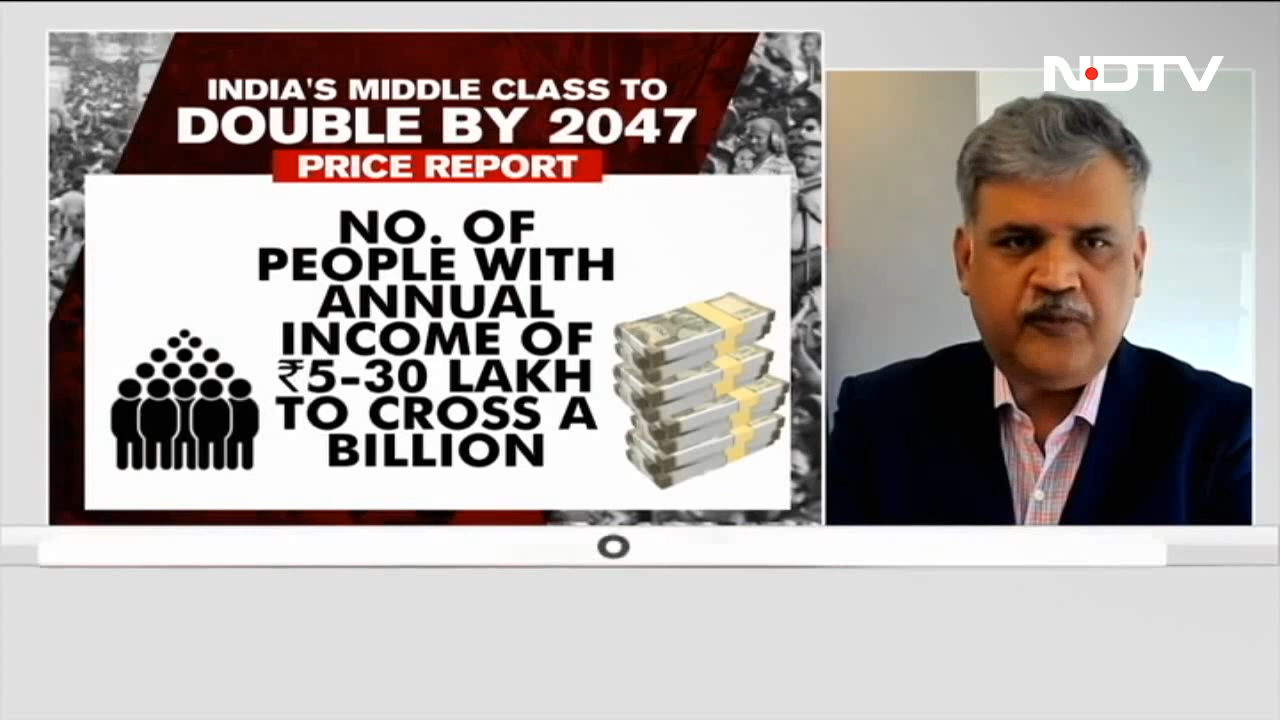 INDIA'S MIDDLE CLASS TO
DOUBLE BY 2047
PRICE REPORT
NO. OF
PEOPLE WITH
ANNUAL
INCOME OF
₹5-30 LAKH
TO CROSS A
BILLION
NDTV
O